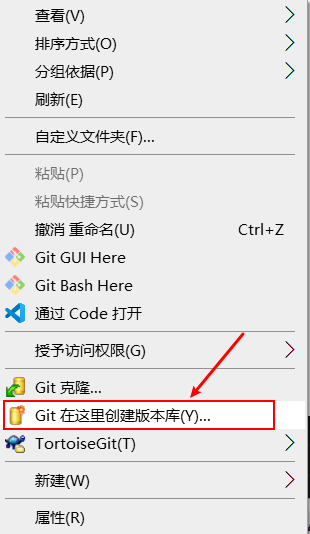 查看(V)
排序方式(O)
分组依据(P)
刷新(E)
自定义文件夹(F)...
粘贴(P)
粘贴快捷方式(S)
撤消 重命名(U) Ctrl+Z
Git GUI Here
Git Bash Here
通过 Code 打开
授予访问权限(G)
Git 克隆...
Git 在这里创建版本库(Y)...
TortoiseGit(T)
新建(W)
属性(R)